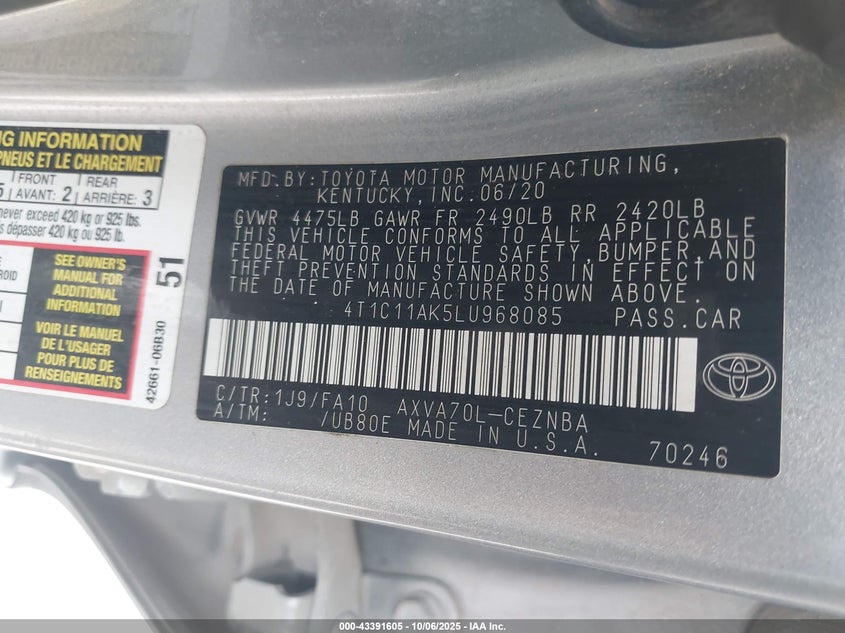 NG INFORMATION
PNEUS ET LE CHARGEMENT
5
FRONT
AVANT: 2
REAR
ARRIÈRE: 3
never exceed 420 kg or 925 lbs.
dépasser 420 kg ou 925 lb.
SEE OWNER'S
MANUAL FOR
ADDITIONAL
INFORMATION
VOIR LE MANUEL
DE L'USAGER
POUR PLUS DE
RENSEIGNEMENTS
51
42661-06B30
MFD.BY:TOYOTA MOTOR MANUFACTURING,
KENTUCKY,INC.06/20
GVWR 4475LB GAWR FR 2490LB RR 2420LB
THIS VEHICLE CONFORMS TO ALL APPLICABLE
FEDERAL MOTOR VEHICLE SAFETY,BUMPER,AND
THEFT PREVENTION STANDARDS IN EFFECT ON
THE DATE OF MANUFACTURE SHOWN ABOVE.
4T1C11AK5LU968085 PASS.CAR
C/TR:1J9/FA10 AXVA70L-CEZNBA
A/TM: /UB80E MADE IN U.S.A.
70246
000-43391605 - 10/06/2025 - IAA Inc.